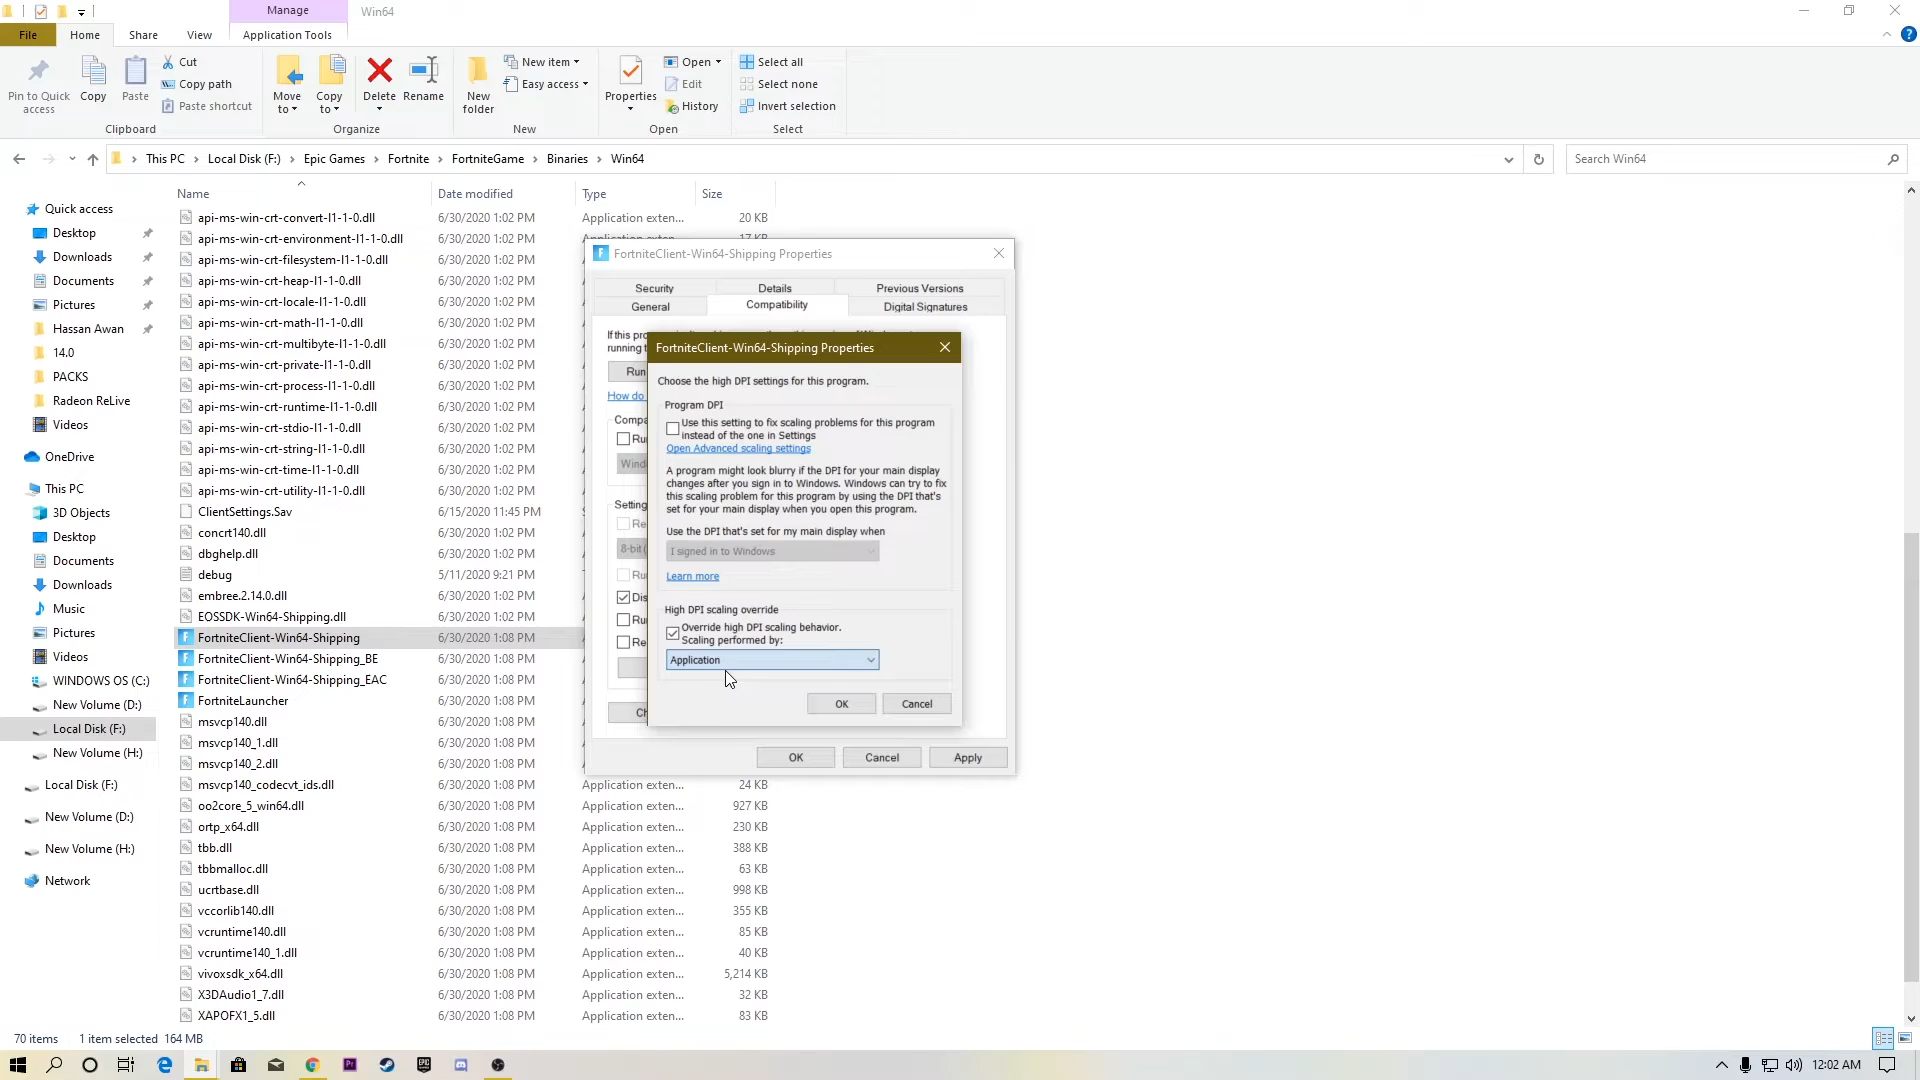 Manage
Win64
File
Home
Share
View
Application Tools
Pin to Quick access
Copy
Paste
Cut
Copy path
Paste shortcut
Clipboard
Move to
Copy to
Delete
Rename
Organize
New folder
New item
Easy access
New
Properties
Open
Edit
History
Open
Select all
Select none
Invert selection
Select
This PC > Local Disk (F:) > Epic Games > Fortnite > FortniteGame > Binaries > Win64
Search Win64
Quick access
Desktop
Downloads
Documents
Pictures
Hassan Awan
14.0
PACKS
Radeon ReLive
Videos
OneDrive
This PC
3D Objects
Desktop
Documents
Downloads
Music
Pictures
Videos
WINDOWS OS (C:)
New Volume (D:)
Local Disk (F:)
New Volume (H:)
Local Disk (F:)
New Volume (D:)
New Volume (H:)
Network
Name Date modified Type Size
api-ms-win-crt-convert-l1-1-0.dll 6/30/2020 1:02 PM Application exten... 20 KB
api-ms-win-crt-environment-l1-1-0.dll 6/30/2020 1:02 PM Application exten... 17 KB
api-ms-win-crt-filesystem-l1-1-0.dll 6/30/2020 1:02 PM
api-ms-win-crt-heap-l1-1-0.dll 6/30/2020 1:02 PM
api-ms-win-crt-locale-l1-1-0.dll 6/30/2020 1:02 PM
api-ms-win-crt-math-l1-1-0.dll 6/30/2020 1:02 PM
api-ms-win-crt-multibyte-l1-1-0.dll 6/30/2020 1:02 PM
api-ms-win-crt-private-l1-1-0.dll 6/30/2020 1:02 PM
api-ms-win-crt-process-l1-1-0.dll 6/30/2020 1:02 PM
api-ms-win-crt-runtime-l1-1-0.dll 6/30/2020 1:02 PM
api-ms-win-crt-stdio-l1-1-0.dll 6/30/2020 1:02 PM
api-ms-win-crt-string-l1-1-0.dll 6/30/2020 1:02 PM
api-ms-win-crt-time-l1-1-0.dll 6/30/2020 1:02 PM
api-ms-win-crt-utility-l1-1-0.dll 6/30/2020 1:02 PM
ClientSettings.Sav 6/15/2020 11:45 PM
concrt140.dll 6/30/2020 1:02 PM
dbghelp.dll 6/30/2020 1:02 PM
debug 5/11/2020 9:21 PM
embree.2.14.0.dll 6/30/2020 1:02 PM
EOSSDK-Win64-Shipping.dll 6/30/2020 1:02 PM
FortniteClient-Win64-Shipping 6/30/2020 1:08 PM
FortniteClient-Win64-Shipping_BE 6/30/2020 1:08 PM
FortniteClient-Win64-Shipping_EAC 6/30/2020 1:08 PM
FortniteLauncher 6/30/2020 1:08 PM
msvcp140.dll 6/30/2020 1:08 PM
msvcp140_1.dll 6/30/2020 1:08 PM
msvcp140_2.dll 6/30/2020 1:08 PM
msvcp140_codecvt_ids.dll 6/30/2020 1:08 PM Application exten... 24 KB
oo2core_5_win64.dll 6/30/2020 1:08 PM Application exten... 927 KB
ortp_x64.dll 6/30/2020 1:08 PM Application exten... 230 KB
tbb.dll 6/30/2020 1:08 PM Application exten... 388 KB
tbbmalloc.dll 6/30/2020 1:08 PM Application exten... 63 KB
ucrtbase.dll 6/30/2020 1:08 PM Application exten... 998 KB
vccorlib140.dll 6/30/2020 1:08 PM Application exten... 355 KB
vcruntime140.dll 6/30/2020 1:08 PM Application exten... 85 KB
vcruntime140_1.dll 6/30/2020 1:08 PM Application exten... 40 KB
vivoxsdk_x64.dll 6/30/2020 1:08 PM Application exten... 5,214 KB
X3DAudio1_7.dll 6/30/2020 1:08 PM Application exten... 32 KB
XAPOFX1_5.dll 6/30/2020 1:08 PM Application exten... 83 KB
FortniteClient-Win64-Shipping Properties
Security Details Previous Versions
General Compatibility Digital Signatures
If this
running
Run
How do
8-bit
OK Cancel Apply
FortniteClient-Win64-Shipping Properties
Choose the high DPI settings for this program.
Program DPI
Use this setting to fix scaling problems for this program
instead of the one in Settings
Open Advanced scaling settings
A program might look blurry if the DPI for your main display
changes after you sign in to Windows. Windows can try to fix
this scaling problem for this program by using the DPI that's
set for your main display when you open this program.
Use the DPI that's set for my main display when
I signed in to Windows
Learn more
High DPI scaling override
Override high DPI scaling behavior.
Scaling performed by:
Application
OK Cancel
70 items 1 item selected 164 MB
12:02 AM